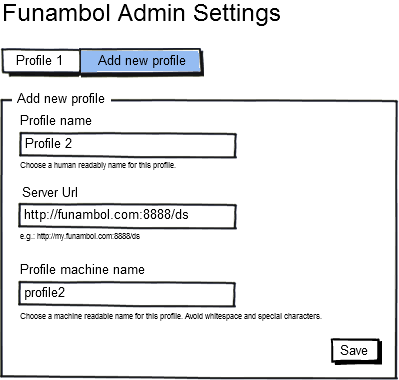 Funambol Admin Settings
Profile 1
Add new profile
Add new profile
Profile name
Profile 2
Choose a human readably name for this profile.
Server Url
http://funambol.com:8888/ds
e.g.: http://my.funambol.com:8888/ds
Profile machine name
profile2
Choose a machine readable name for this profile. Avoid whitespace and special characters.
Save